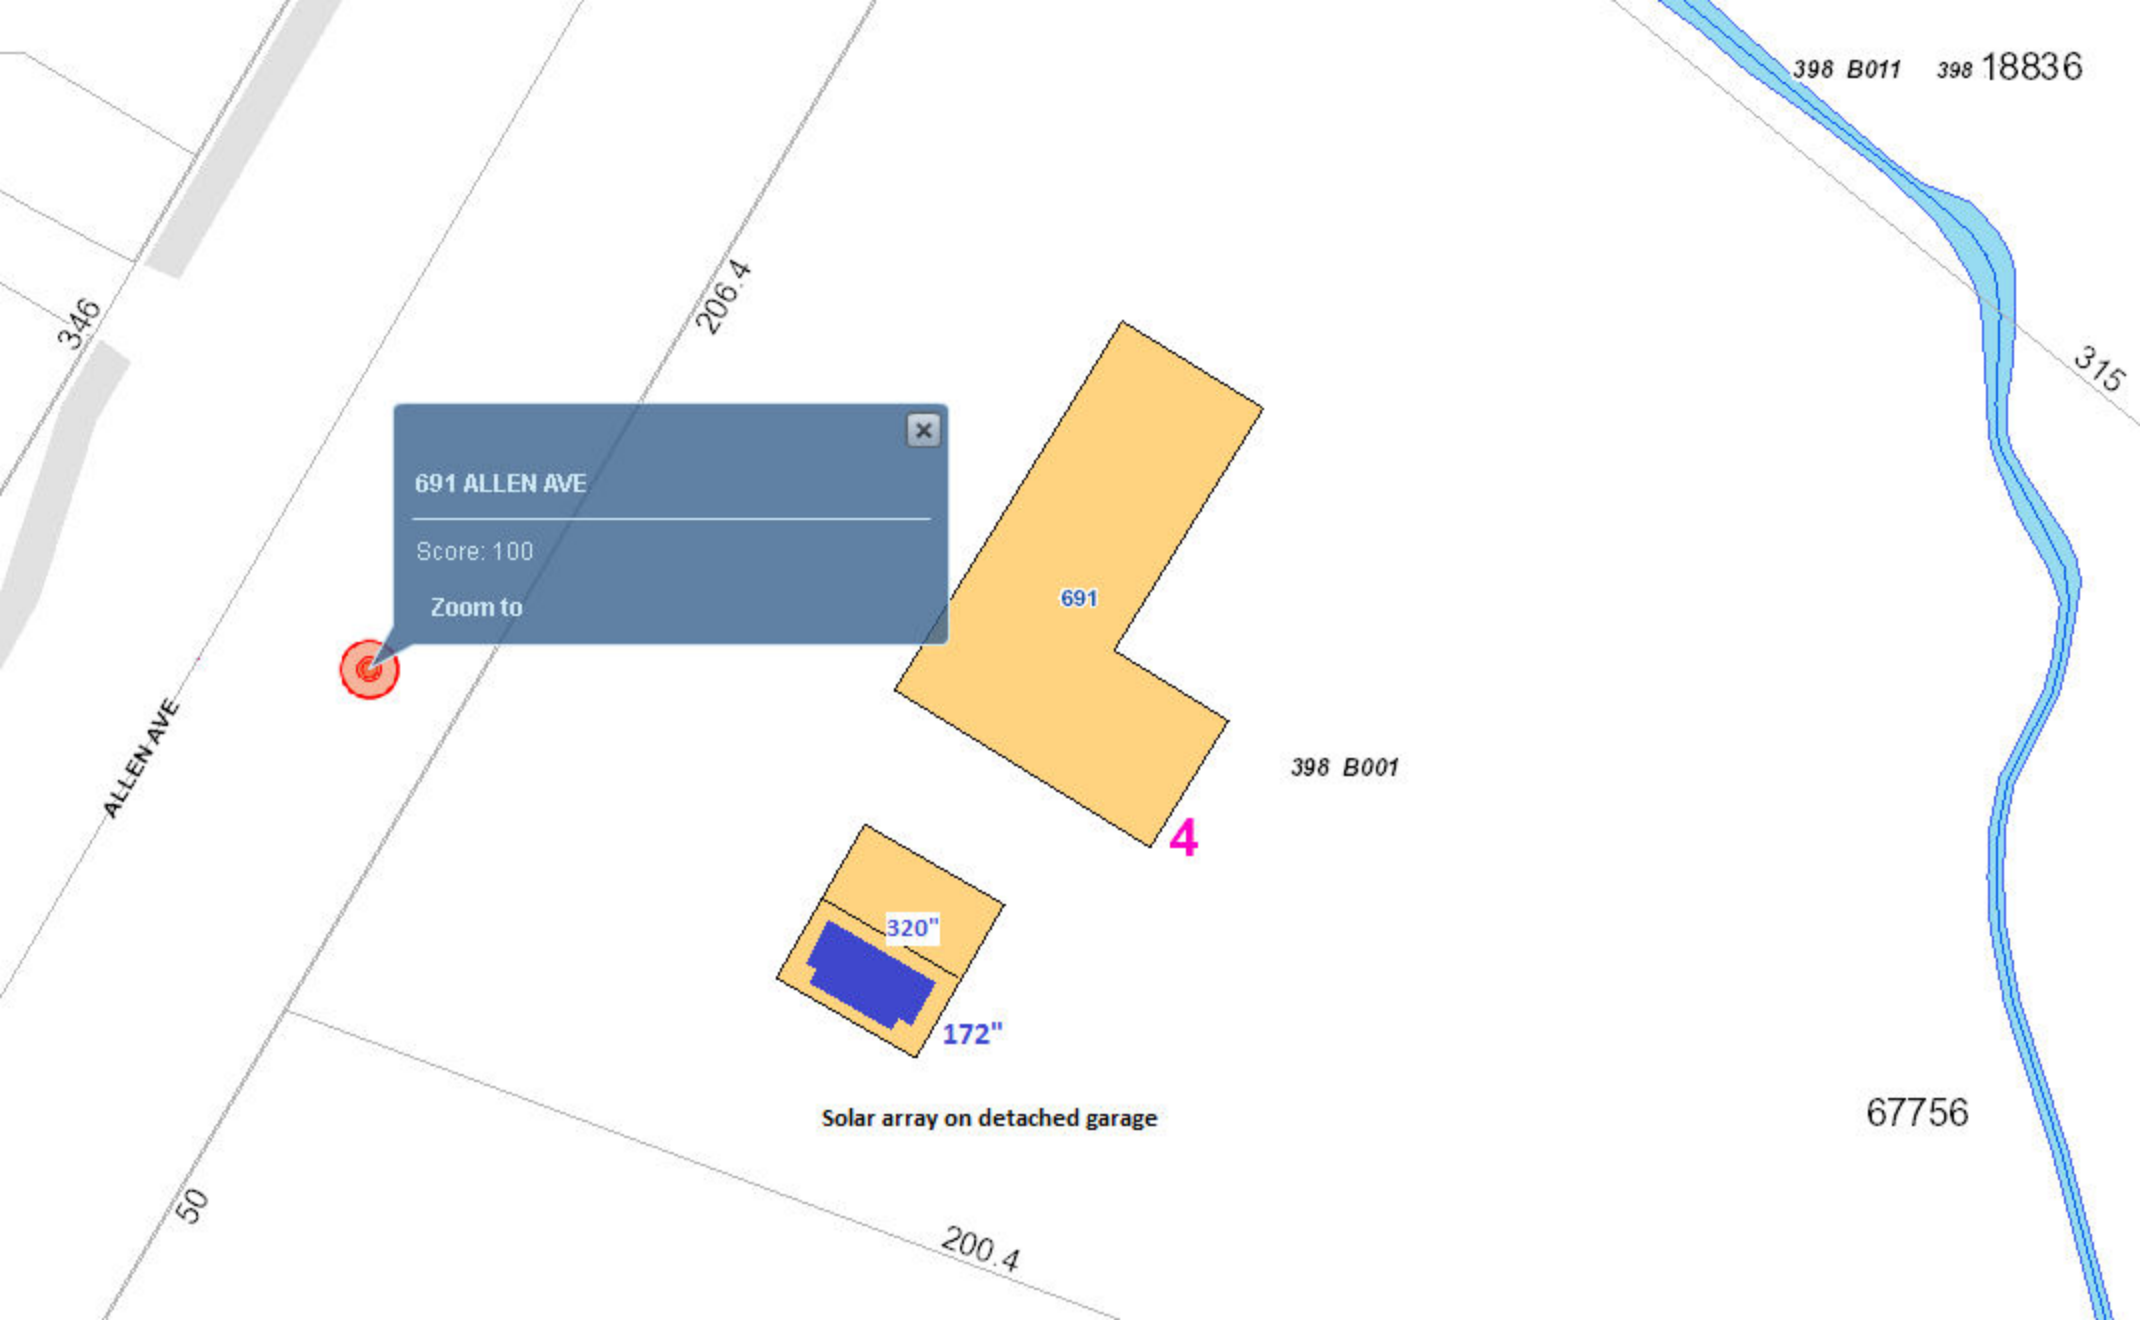 398 B011 398 18836
346
206.4
315
691 ALLEN AVE
Score: 100
Zoom to
691
ALLEN AVE
398 B001
4
320"
172"
Solar array on detached garage
67756
50
200.4